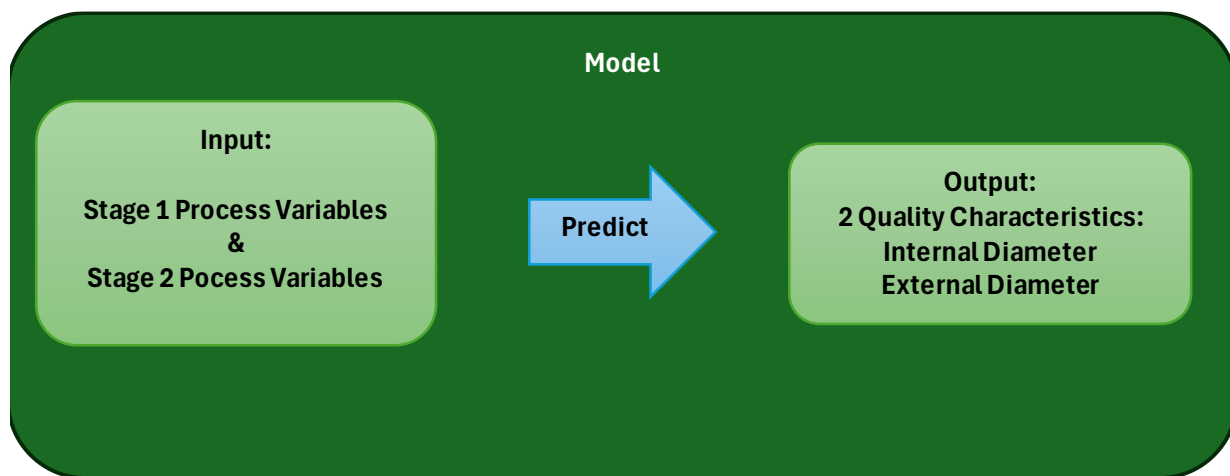 Model
Input:
Stage 1 Process Variables
&
Stage 2 Pocess Variables
Predict
Output:
2 Quality Characteristics:
Internal Diameter
External Diameter